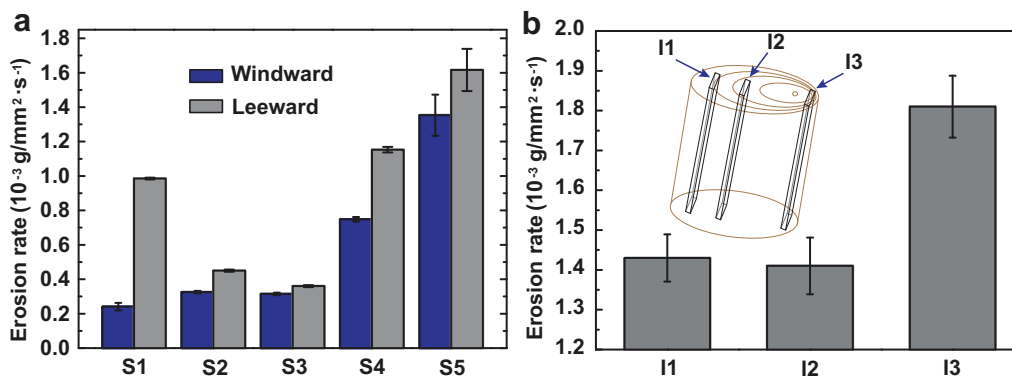 a
Erosion rate (10⁻³ g/mm²·s⁻¹)
1.8
1.6
1.4
1.2
1.0
0.8
0.6
0.4
0.2
0.0
Windward
Leeward
S1 S2 S3 S4 S5
b
Erosion rate (10⁻³ g/mm²·s⁻¹)
2.0
1.9
1.8
1.7
1.6
1.5
1.4
1.3
1.2
I1 I2 I3
I1 I2 I3